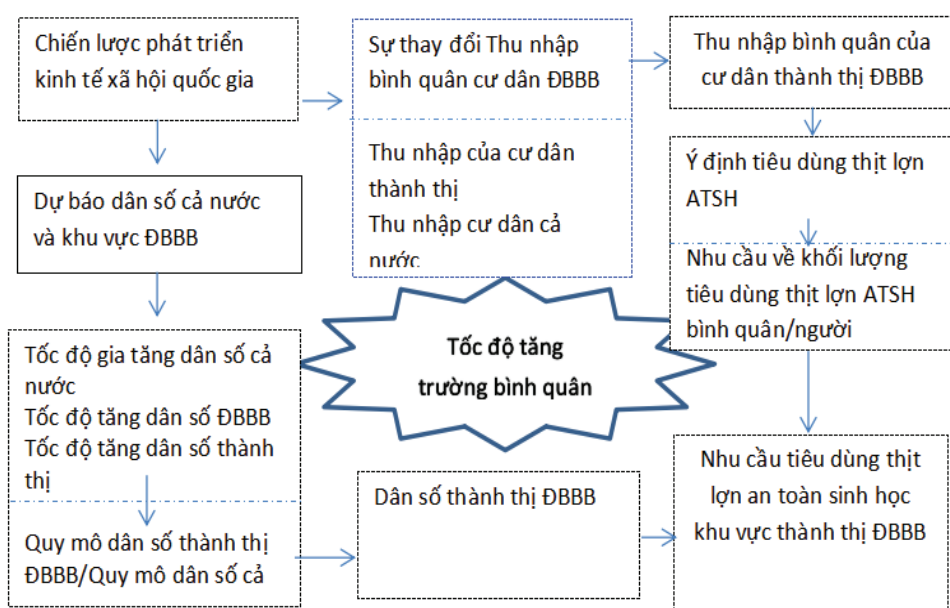 Chiến lược phát triển
kinh tế xã hội quốc gia
Sự thay đổi Thu nhập
bình quân cư dân ĐBBB
Thu nhập của cư dân
thành thị
Thu nhập cư dân cả
nước
Thu nhập bình quân của
cư dân thành thị ĐBBB
Ý định tiêu dùng thịt lợn
ATSH
Nhu cầu về khối lượng
tiêu dùng thịt lợn ATSH
bình quân/người
Dự báo dân số cả nước
và khu vực ĐBBB
Tốc độ tăng
trường bình quân
Tốc độ gia tăng dân số cả
nước
Tốc độ tăng dân số ĐBBB
Tốc độ tăng dân số thành
thị
Quy mô dân số thành thị
ĐBBB/Quy mô dân số cả
Dân số thành thị ĐBBB
Nhu cầu tiêu dùng thịt
lợn an toàn sinh học
khu vực thành thị ĐBBB